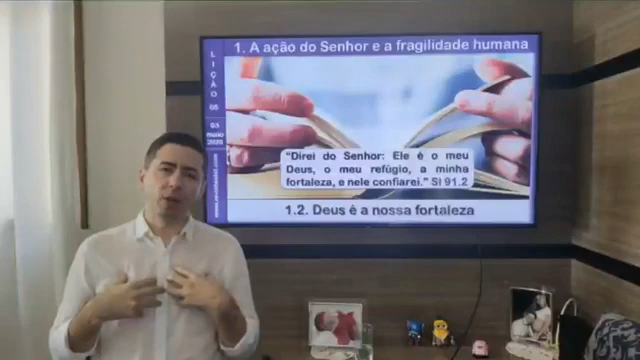 1. A ação do Senhor e a fragilidade humana
LIÇÃO
05
03
maio
2020
"Direi do Senhor: Ele é o meu
Deus, o meu refúgio, a minha
fortaleza, e nele confiarei." Sl 91.2
1.2. Deus é a nossa fortaleza